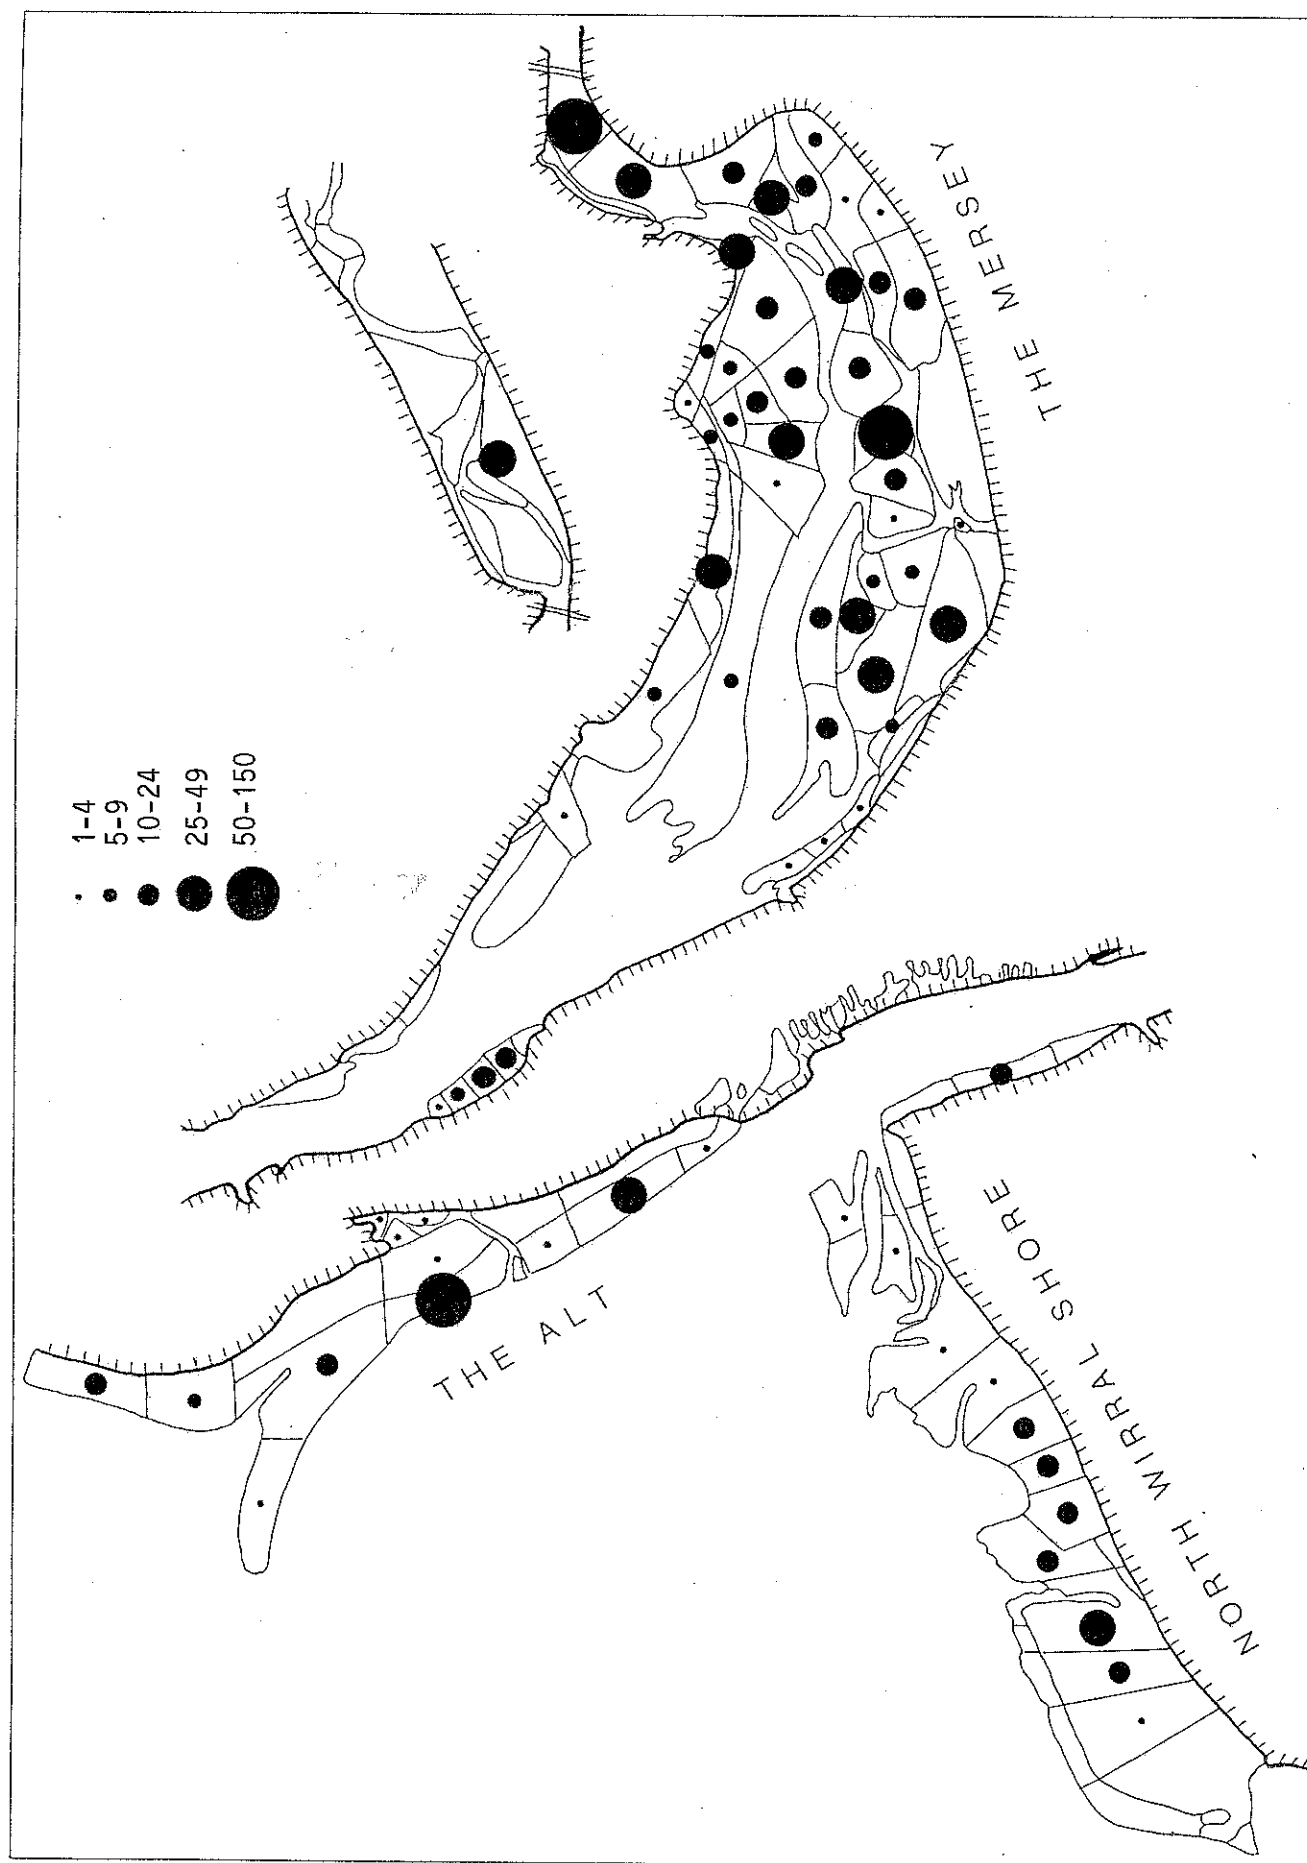 1-4
5-9
10-24
25-49
50-150
THE MERSEY
THE ALT
NORTH WIRRAL SHORE